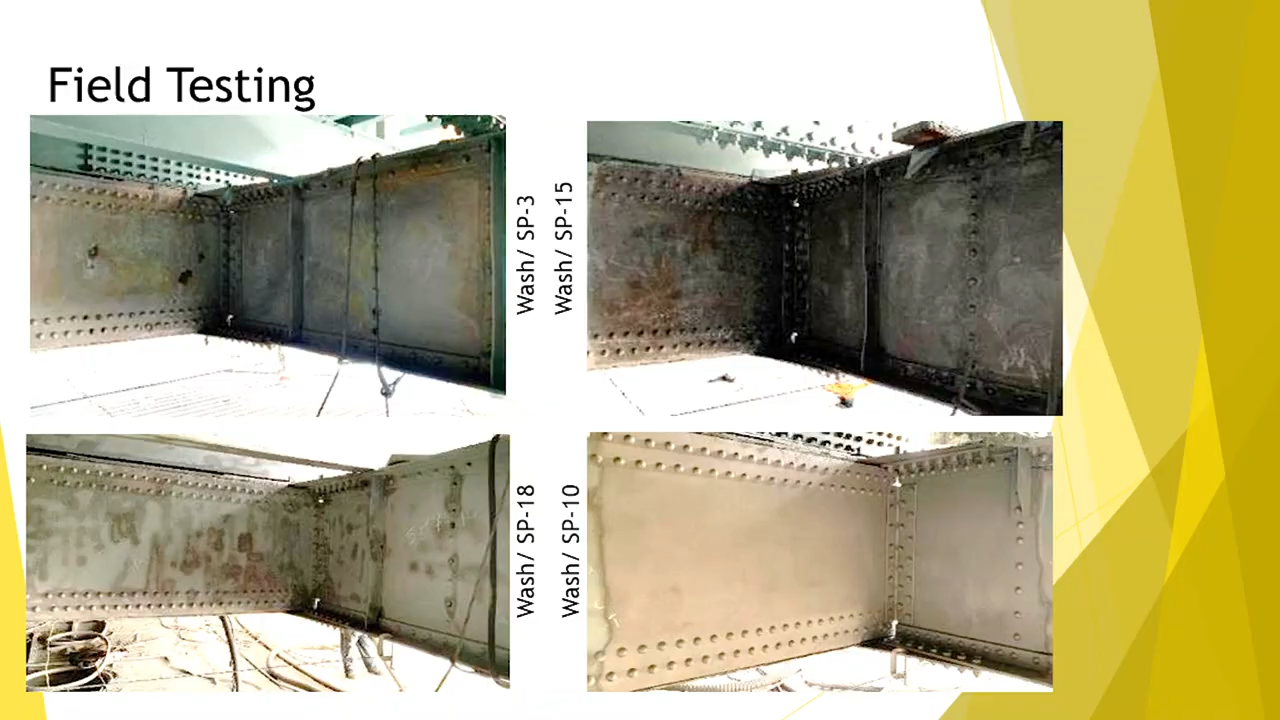 Field Testing
Wash/ SP-3
Wash/ SP-15
Wash/ SP-18
Wash/ SP-10